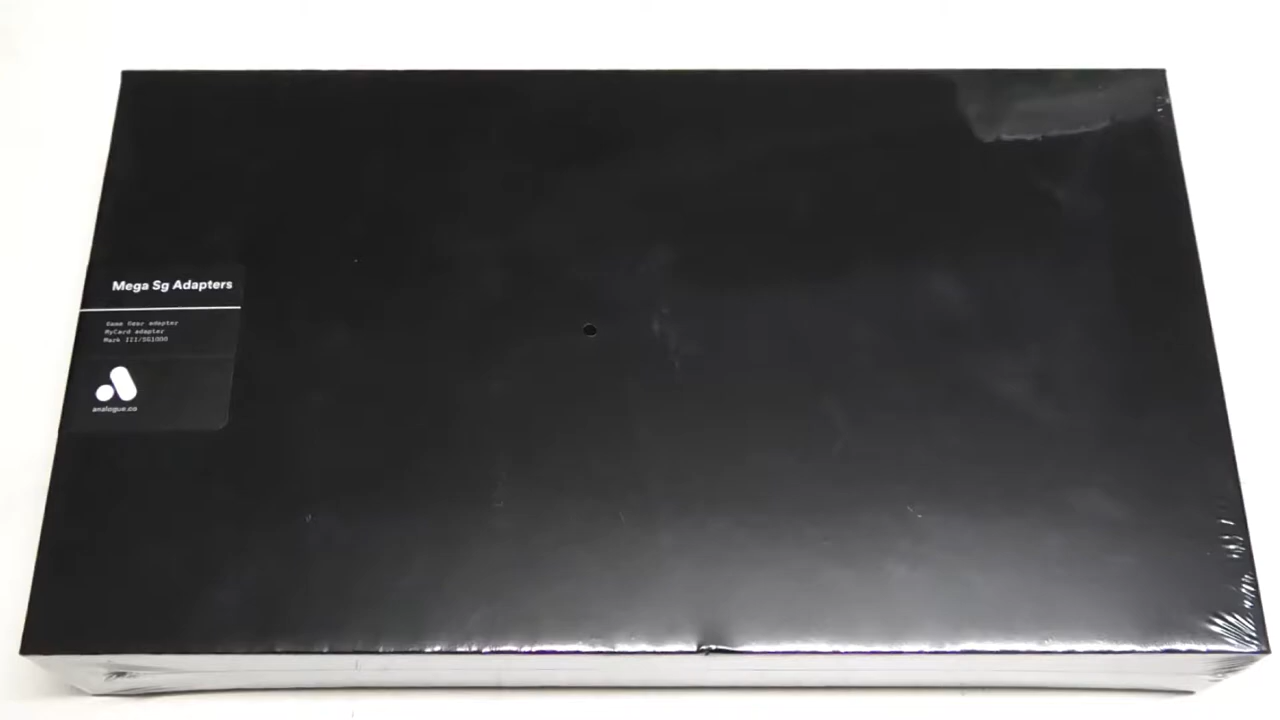 Mega Sg Adapters
Game Gear adapter
MyCard adapter
Mark III/SG1000
analogue.co